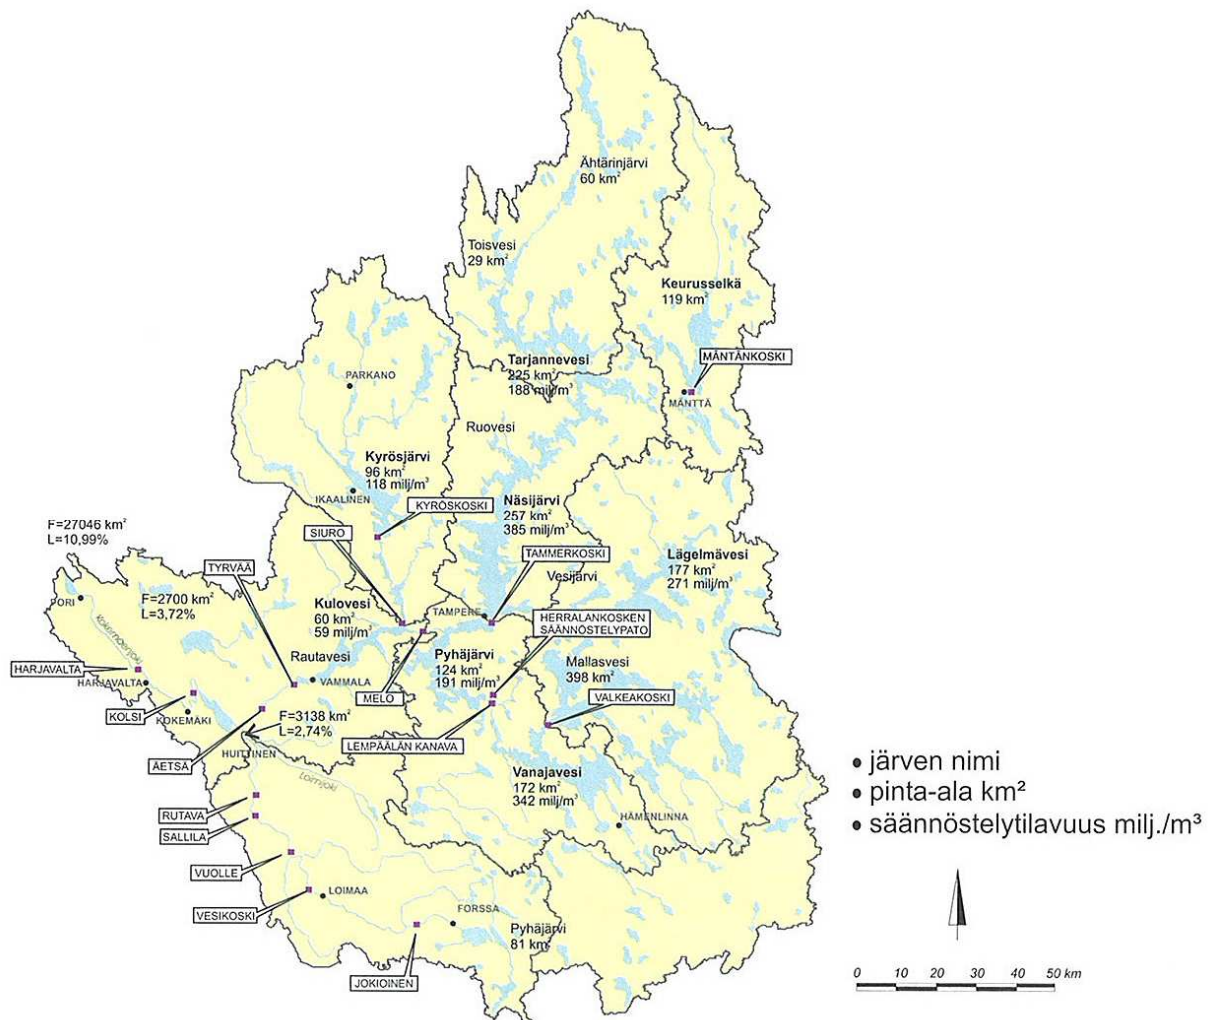 Ähtärinjärvi
60 km²
Toisvesi
29 km²
Keurusselkä
119 km²
MÄNTÄNKOSKI
Tarjannevesi
225 km²
188 milj/m³
PARKANO
MÄNTTÄ
Ruovesi
Kyrösjärvi
96 km²
118 milj/m³
IKAALINEN
KYRÖSKOSKI
Näsijärvi
257 km²
385 milj/m³
F=27046 km²
L=10,99%
SIURO
TAMMERKOSKI
Lägelmävesi
177 km²
271 milj/m³
TYRVÄÄ
Vesijärvi
F=2700 km²
L=3,72%
PORI
Kulovesi
60 km²
59 milj/m³
TAMPERE
HERRALANKOSKEN
SÄÄNNÖSTELYPATO
Kokemäenjoki
Rautavesi
Pyhäjärvi
124 km²
191 milj/m³
Mallasvesi
398 km²
HARJAVALTA
HARJAVALTA
VAMMALA
MELO
VALKEAKOSKI
KOLSI
KOKEMÄKI
F=3138 km²
L=2,74%
LEMPÄÄLÄN KANAVA
HUITTINEN
ÄETSÄ
Loimijoki
Vanajavesi
172 km²
342 milj/m³
järven nimi
pinta-ala km²
säännöstelytilavuus milj./m³
RUTAVA
SALLILA
HÄMENLINNA
VUOLLE
LOIMAA
VESIKOSKI
FORSSA
Pyhäjärvi
81 km²
JOKIOINEN
0 10 20 30 40 50 km